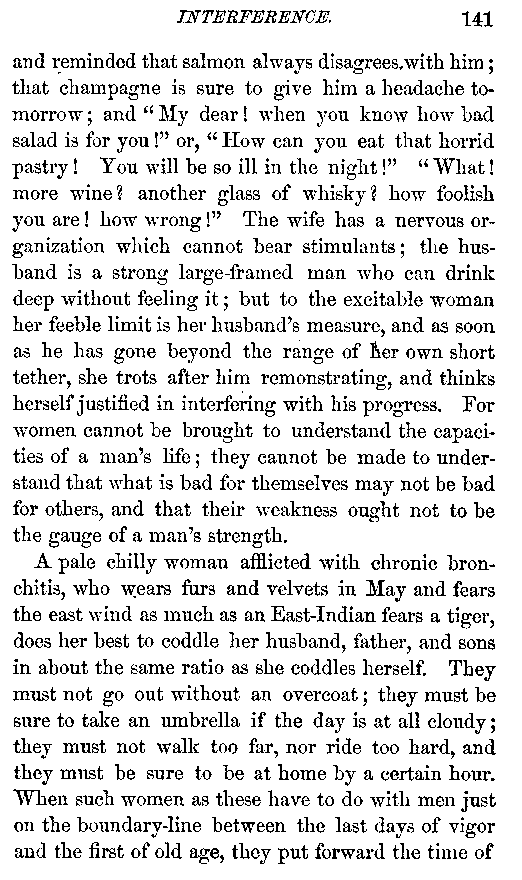 INTERFERENCE. 141
and reminded that salmon always disagrees with him;
that champagne is sure to give him a headache to-
morrow; and "My dear! when you know how bad
salad is for you!" or, "How can you eat that horrid
pastry! You will be so ill in the night!" "What!
more wine? another glass of whisky? how foolish
you are! how wrong!" The wife has a nervous or-
ganization which cannot bear stimulants; the hus-
band is a strong large-framed man who can drink
deep without feeling it; but to the excitable woman
her feeble limit is her husband's measure, and as soon
as he has gone beyond the range of her own short
tether, she trots after him remonstrating, and thinks
herself justified in interfering with his progress. For
women cannot be brought to understand the capaci-
ties of a man's life; they cannot be made to under-
stand that what is bad for themselves may not be bad
for others, and that their weakness ought not to be
the gauge of a man's strength.
A pale chilly woman afflicted with chronic bron-
chitis, who wears furs and velvets in May and fears
the east wind as much as an East-Indian fears a tiger,
does her best to coddle her husband, father, and sons
in about the same ratio as she coddles herself. They
must not go out without an overcoat; they must be
sure to take an umbrella if the day is at all cloudy;
they must not walk too far, nor ride too hard, and
they must be sure to be at home by a certain hour.
When such women as these have to do with men just
on the boundary-line between the last days of vigor
and the first of old age, they put forward the time of